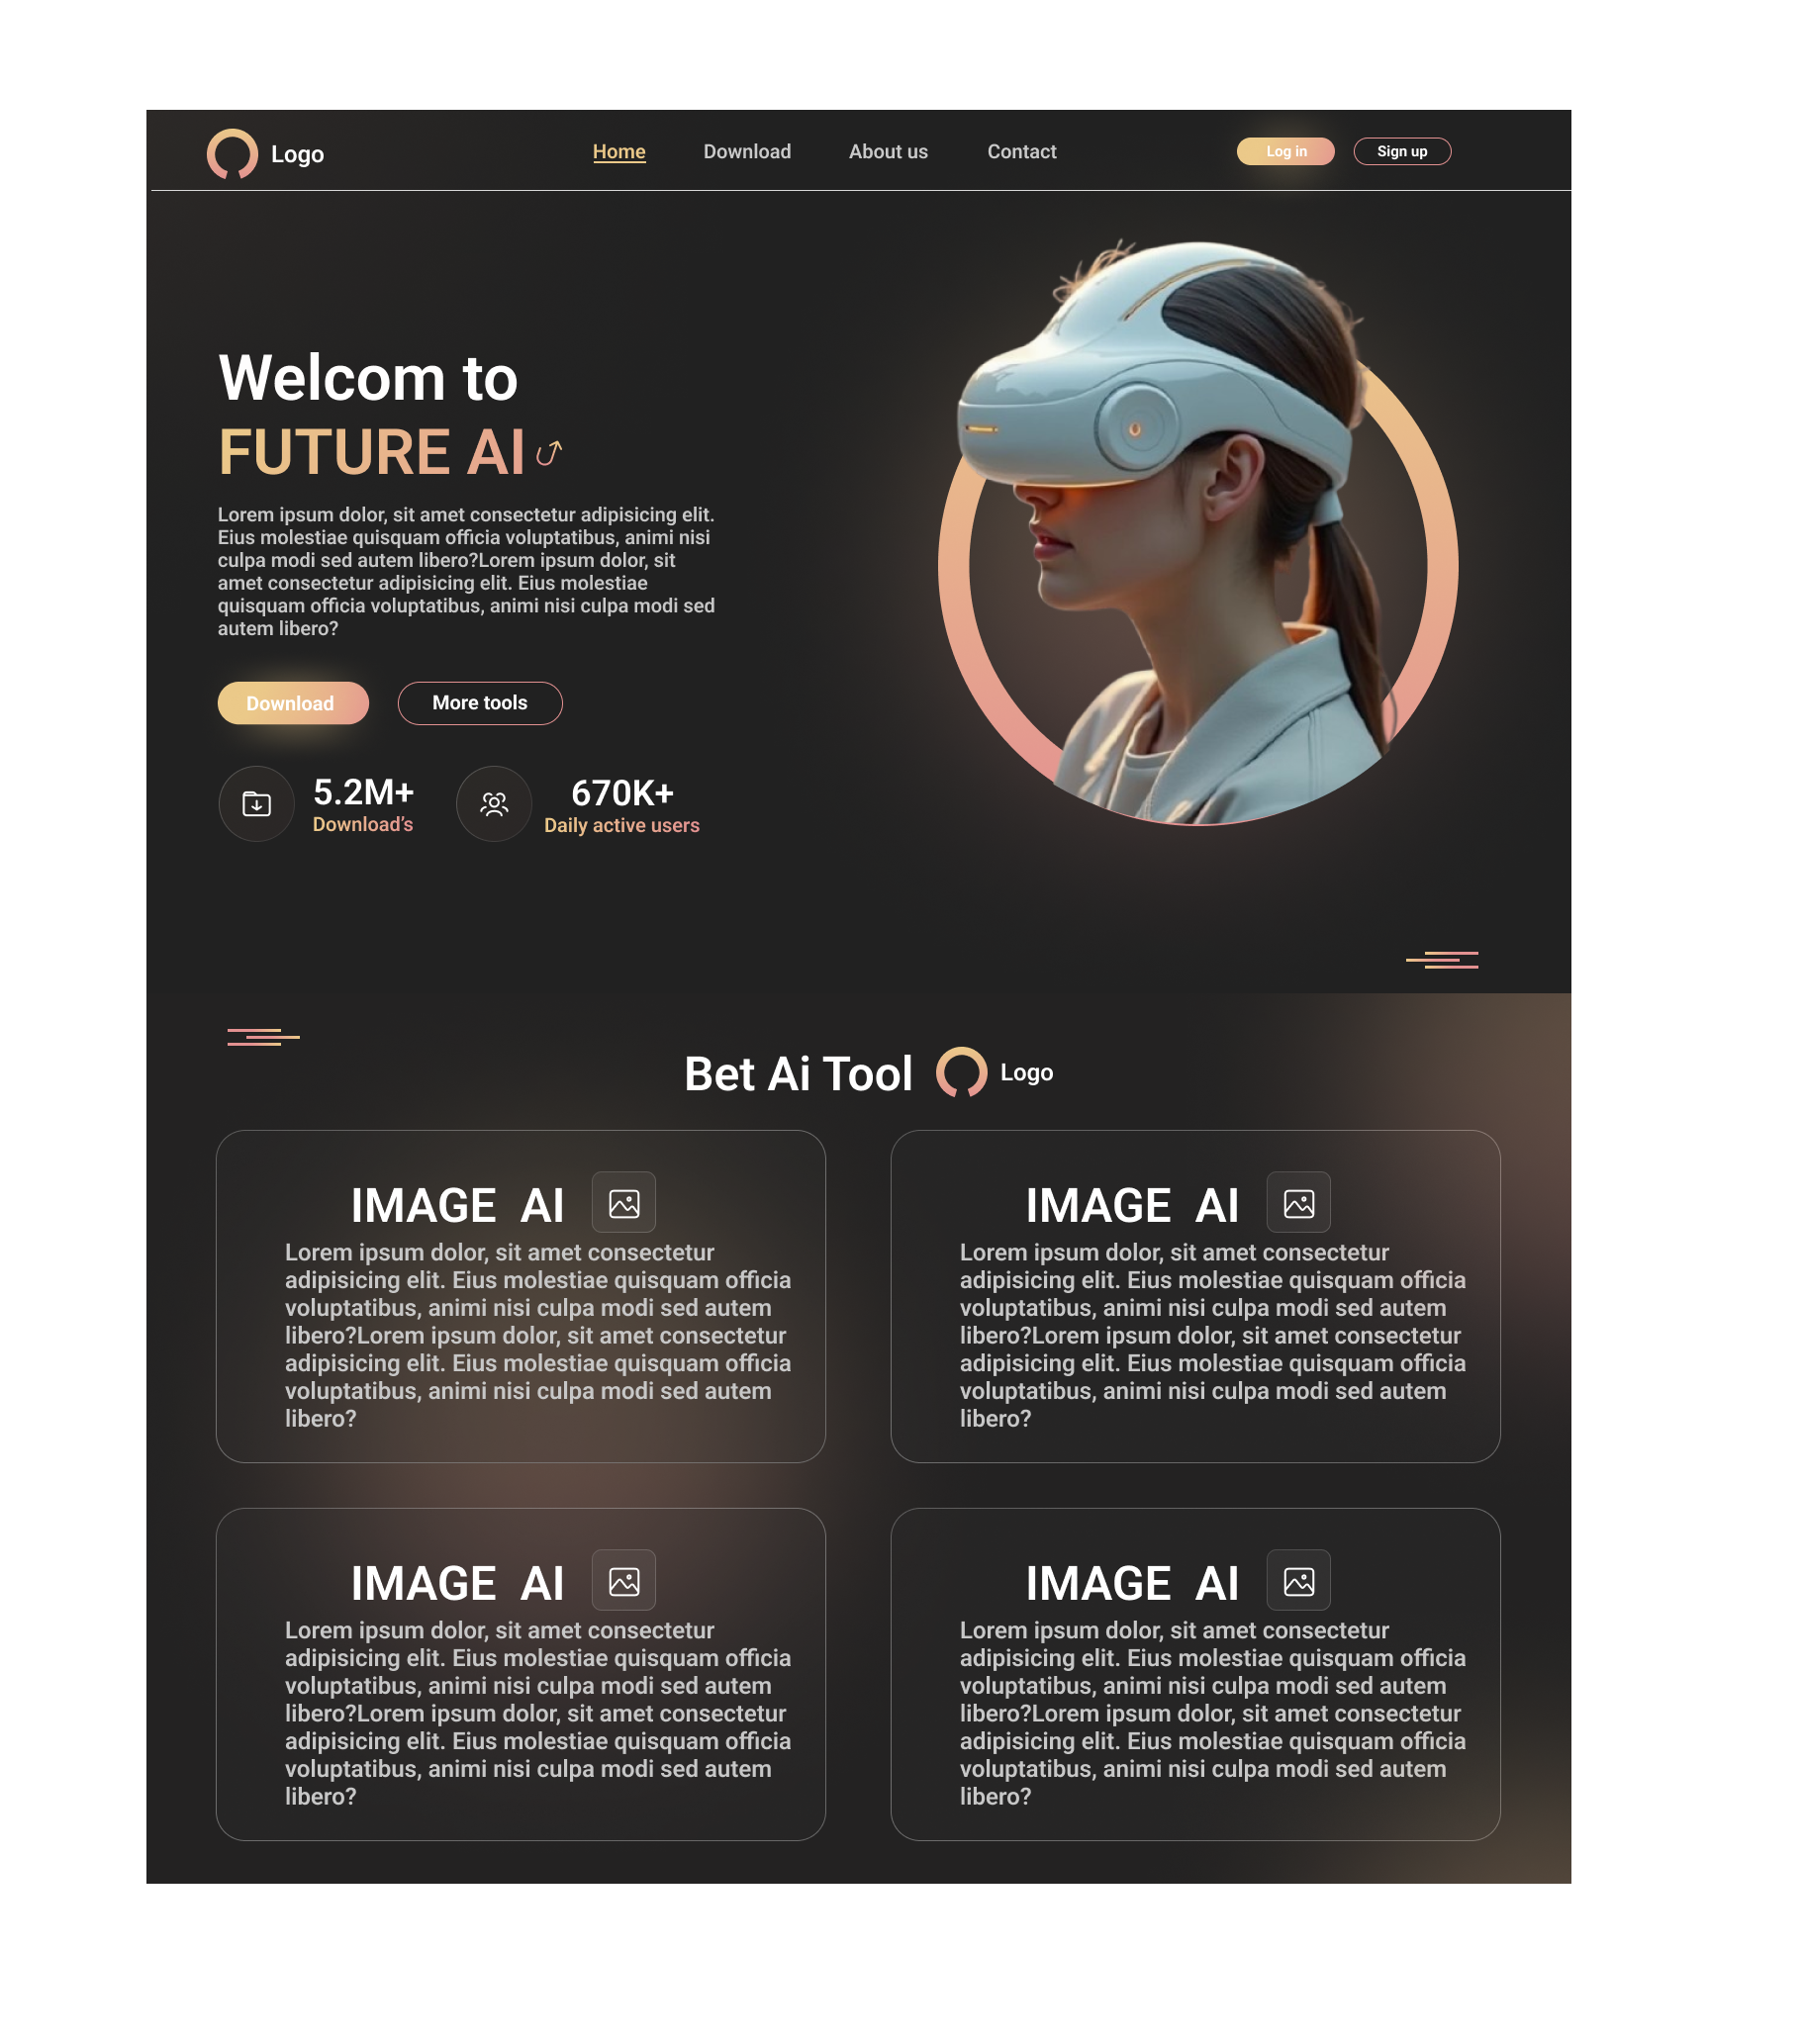 Logo
Home Download About us Contact
Log in Sign up
Welcom to
FUTURE AI
Lorem ipsum dolor, sit amet consectetur adipisicing elit.
Eius molestiae quisquam officia voluptatibus, animi nisi
culpa modi sed autem libero?Lorem ipsum dolor, sit
amet consectetur adipisicing elit. Eius molestiae
quisquam officia voluptatibus, animi nisi culpa modi sed
autem libero?
Download More tools
5.2M+
Download’s
670K+
Daily active users
Bet Ai Tool Logo
IMAGE AI
Lorem ipsum dolor, sit amet consectetur
adipisicing elit. Eius molestiae quisquam officia
voluptatibus, animi nisi culpa modi sed autem
libero?Lorem ipsum dolor, sit amet consectetur
adipisicing elit. Eius molestiae quisquam officia
voluptatibus, animi nisi culpa modi sed autem
libero?
IMAGE AI
Lorem ipsum dolor, sit amet consectetur
adipisicing elit. Eius molestiae quisquam officia
voluptatibus, animi nisi culpa modi sed autem
libero?Lorem ipsum dolor, sit amet consectetur
adipisicing elit. Eius molestiae quisquam officia
voluptatibus, animi nisi culpa modi sed autem
libero?
IMAGE AI
Lorem ipsum dolor, sit amet consectetur
adipisicing elit. Eius molestiae quisquam officia
voluptatibus, animi nisi culpa modi sed autem
libero?Lorem ipsum dolor, sit amet consectetur
adipisicing elit. Eius molestiae quisquam officia
voluptatibus, animi nisi culpa modi sed autem
libero?
IMAGE AI
Lorem ipsum dolor, sit amet consectetur
adipisicing elit. Eius molestiae quisquam officia
voluptatibus, animi nisi culpa modi sed autem
libero?Lorem ipsum dolor, sit amet consectetur
adipisicing elit. Eius molestiae quisquam officia
voluptatibus, animi nisi culpa modi sed autem
libero?